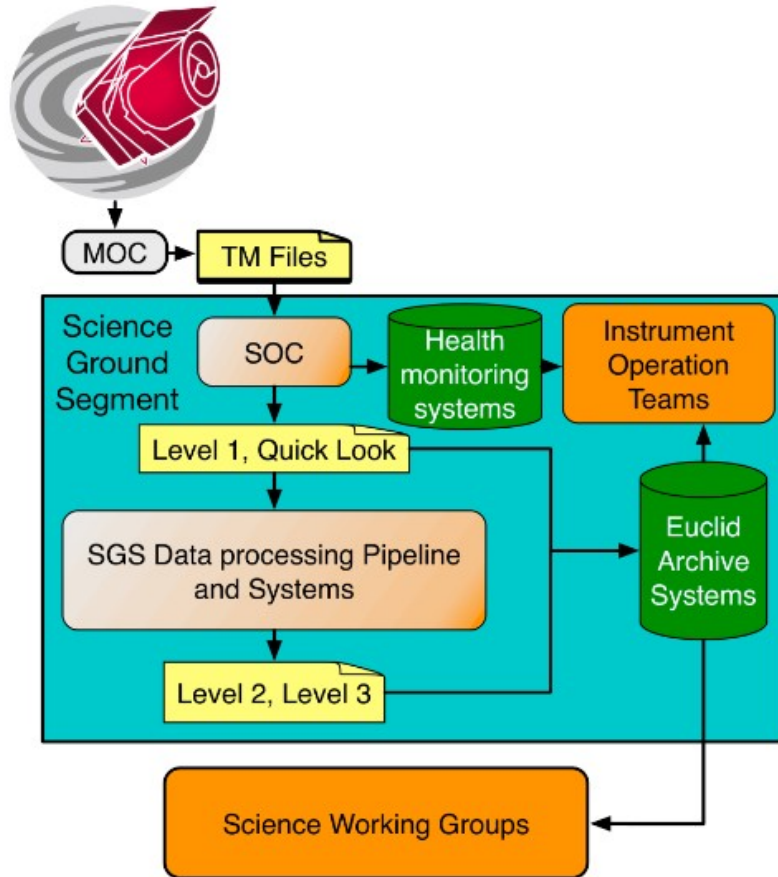 MOC
TM Files
Science
Ground
Segment
SOC
Health
monitoring
systems
Instrument
Operation
Teams
Level 1, Quick Look
SGS Data processing Pipeline
and Systems
Euclid
Archive
Systems
Level 2, Level 3
Science Working Groups